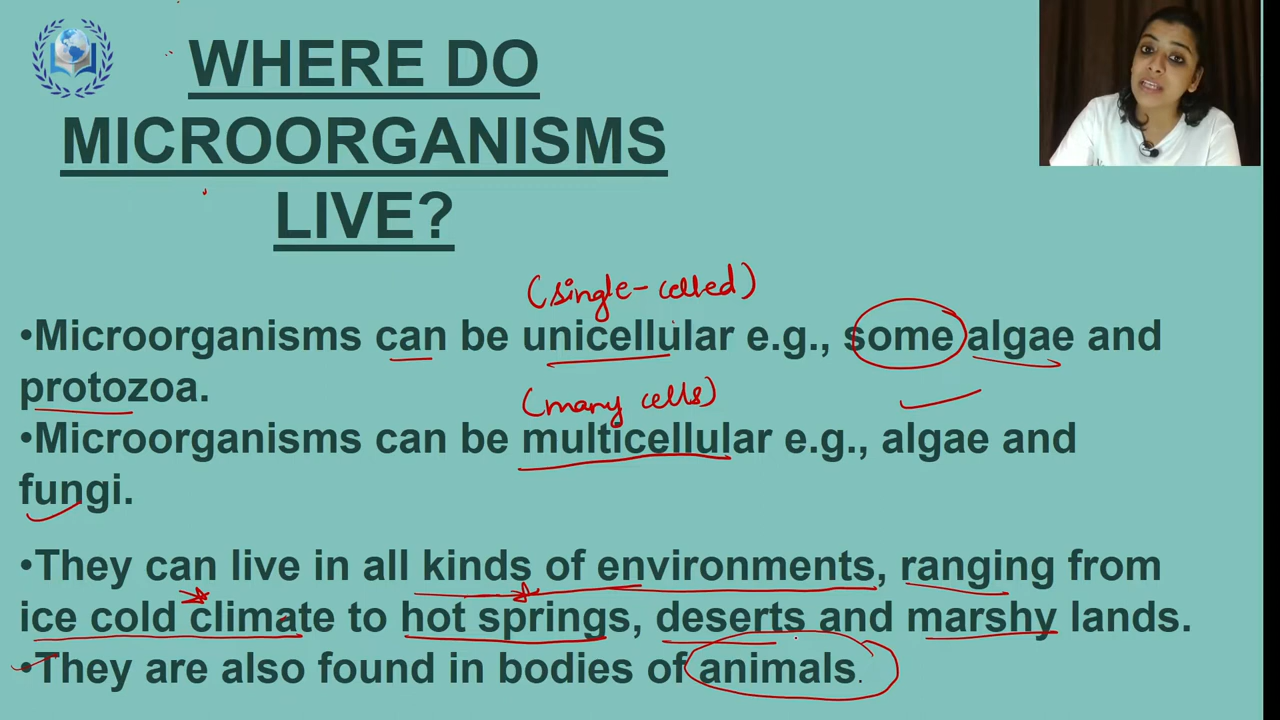 WHERE DO
MICROORGANISMS
LIVE?
(single-celled)
•Microorganisms can be unicellular e.g., some algae and
protozoa.
(many cells)
•Microorganisms can be multicellular e.g., algae and
fungi.
•They can live in all kinds of environments, ranging from
ice cold climate to hot springs, deserts and marshy lands.
•They are also found in bodies of animals.